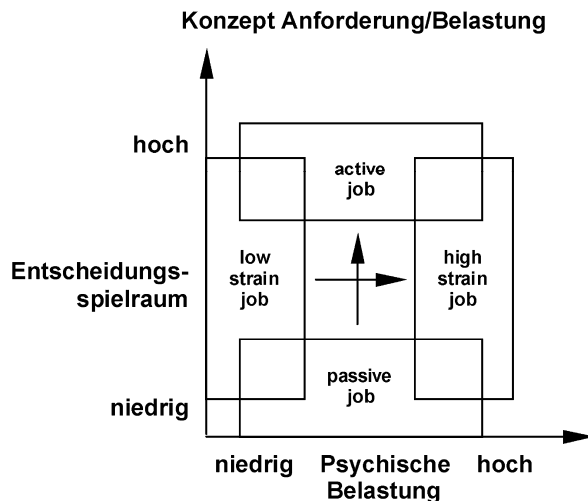 Konzept Anforderung/Belastung
hoch
active
job
Entscheidungs-
spielraum
low
strain
job
high
strain
job
passive
job
niedrig
niedrig
Psychische
Belastung
hoch